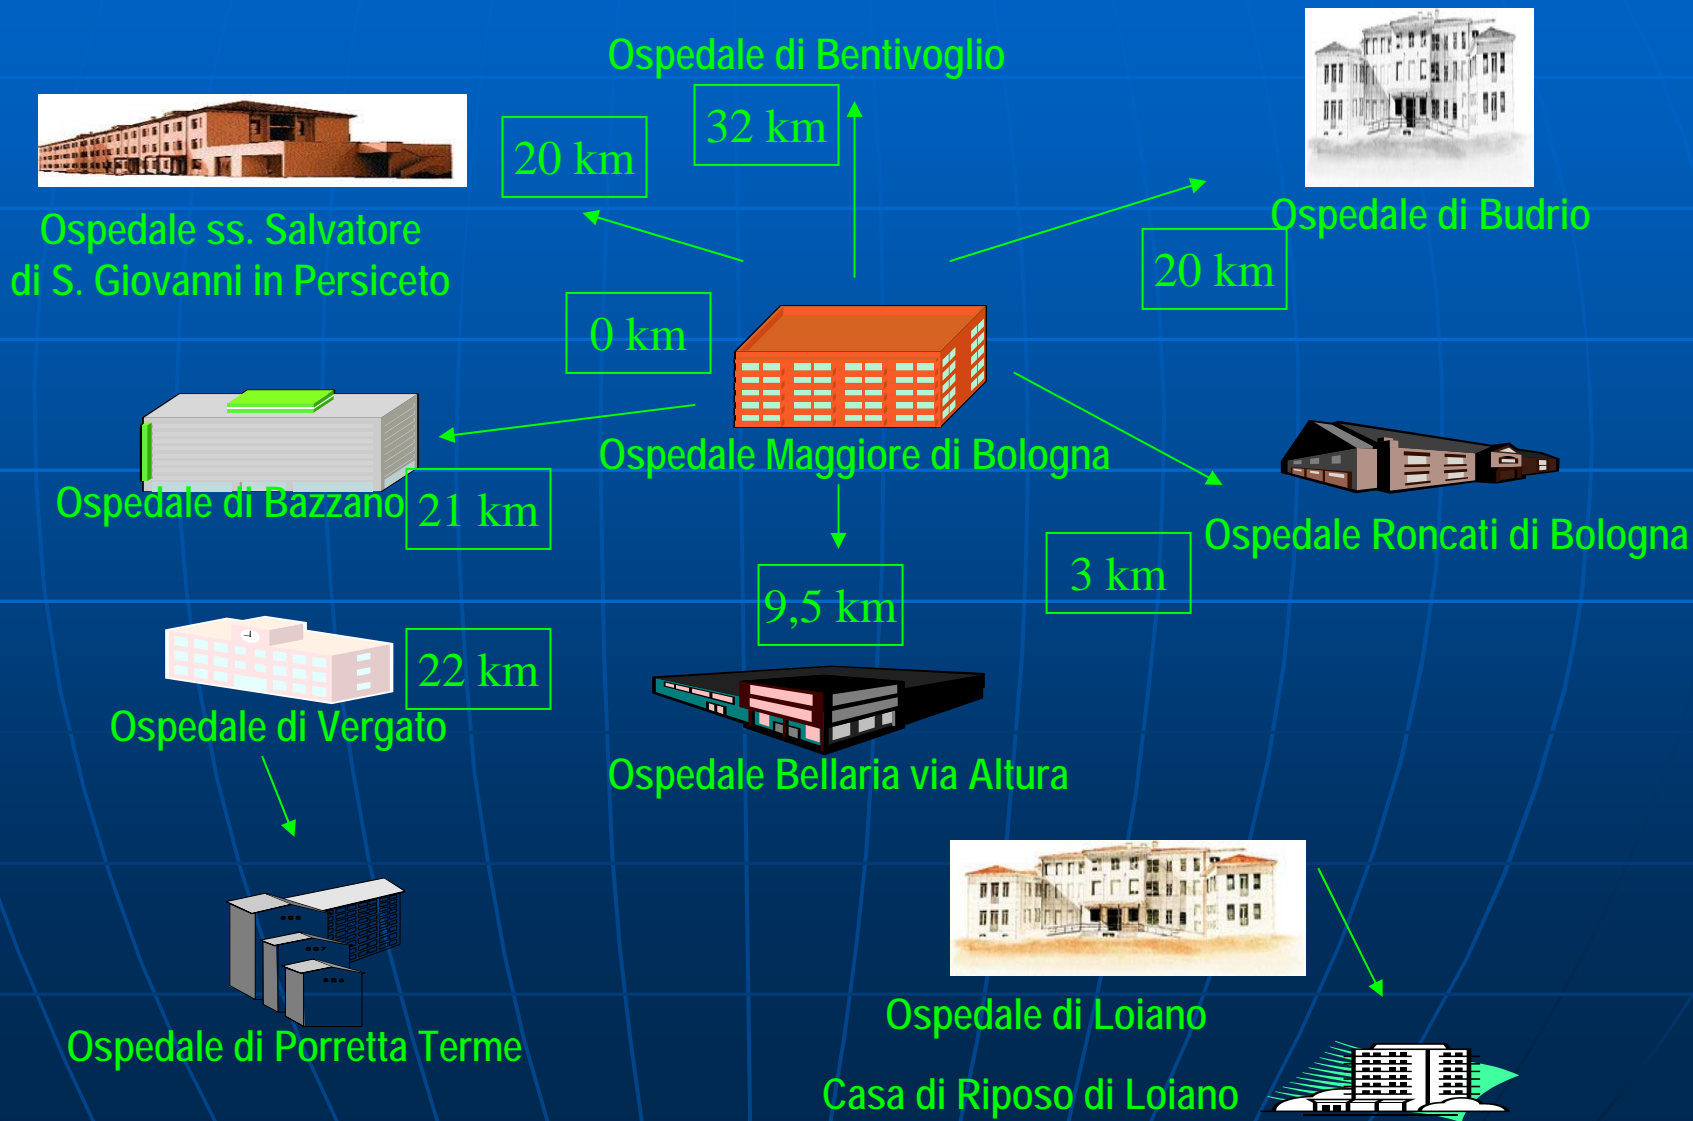 Ospedale di Bentivoglio
32 km
20 km
Ospedale ss. Salvatore
di S. Giovanni in Persiceto
Ospedale di Budrio
20 km
0 km
Ospedale Maggiore di Bologna
Ospedale di Bazzano
21 km
Ospedale Roncati di Bologna
3 km
9,5 km
22 km
Ospedale di Vergato
Ospedale Bellaria via Altura
Ospedale di Loiano
Ospedale di Porretta Terme
Casa di Riposo di Loiano